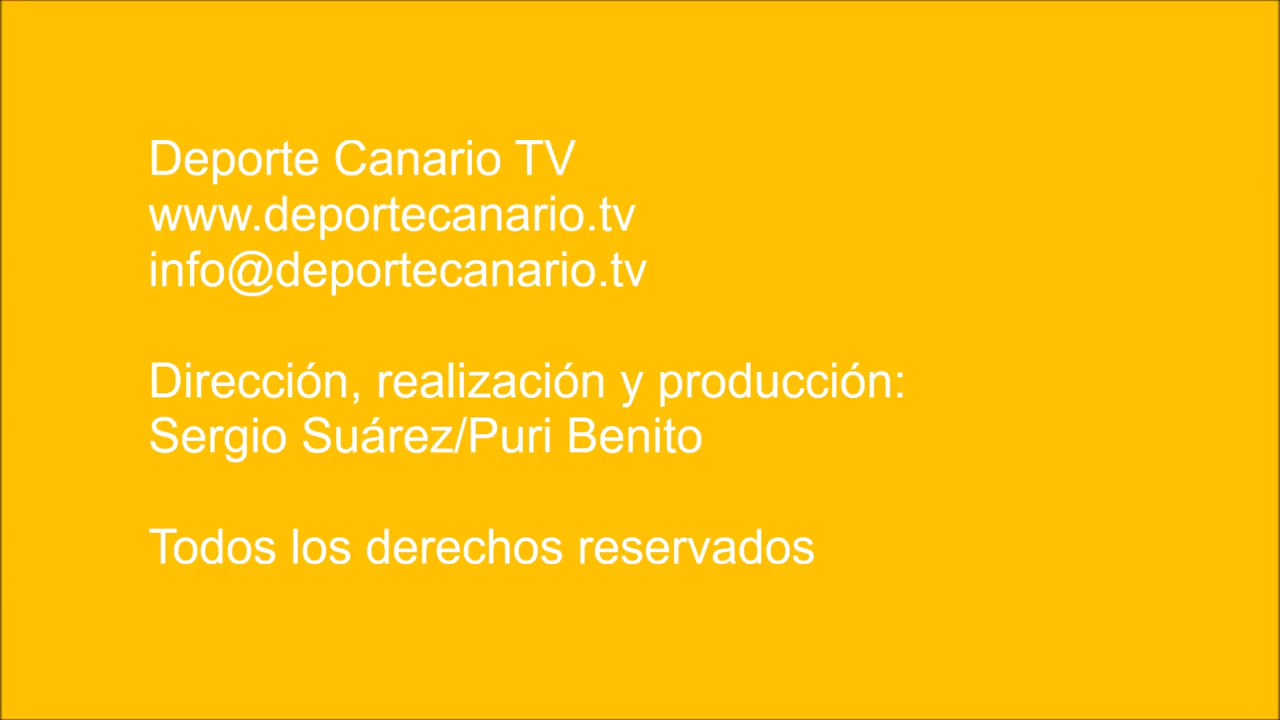 Deporte Canario TV
www.deportecanario.tv
info@deportecanario.tv
Dirección, realización y producción:
Sergio Suárez/Puri Benito
Todos los derechos reservados